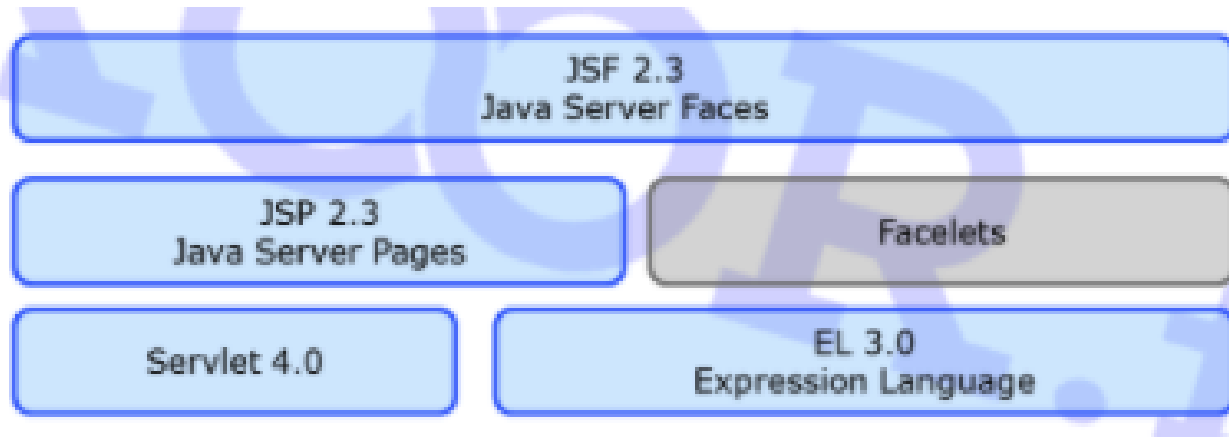 JSF 2.3
Java Server Faces
JSP 2.3
Java Server Pages
Facelets
Servlet 4.0
EL 3.0
Expression Language